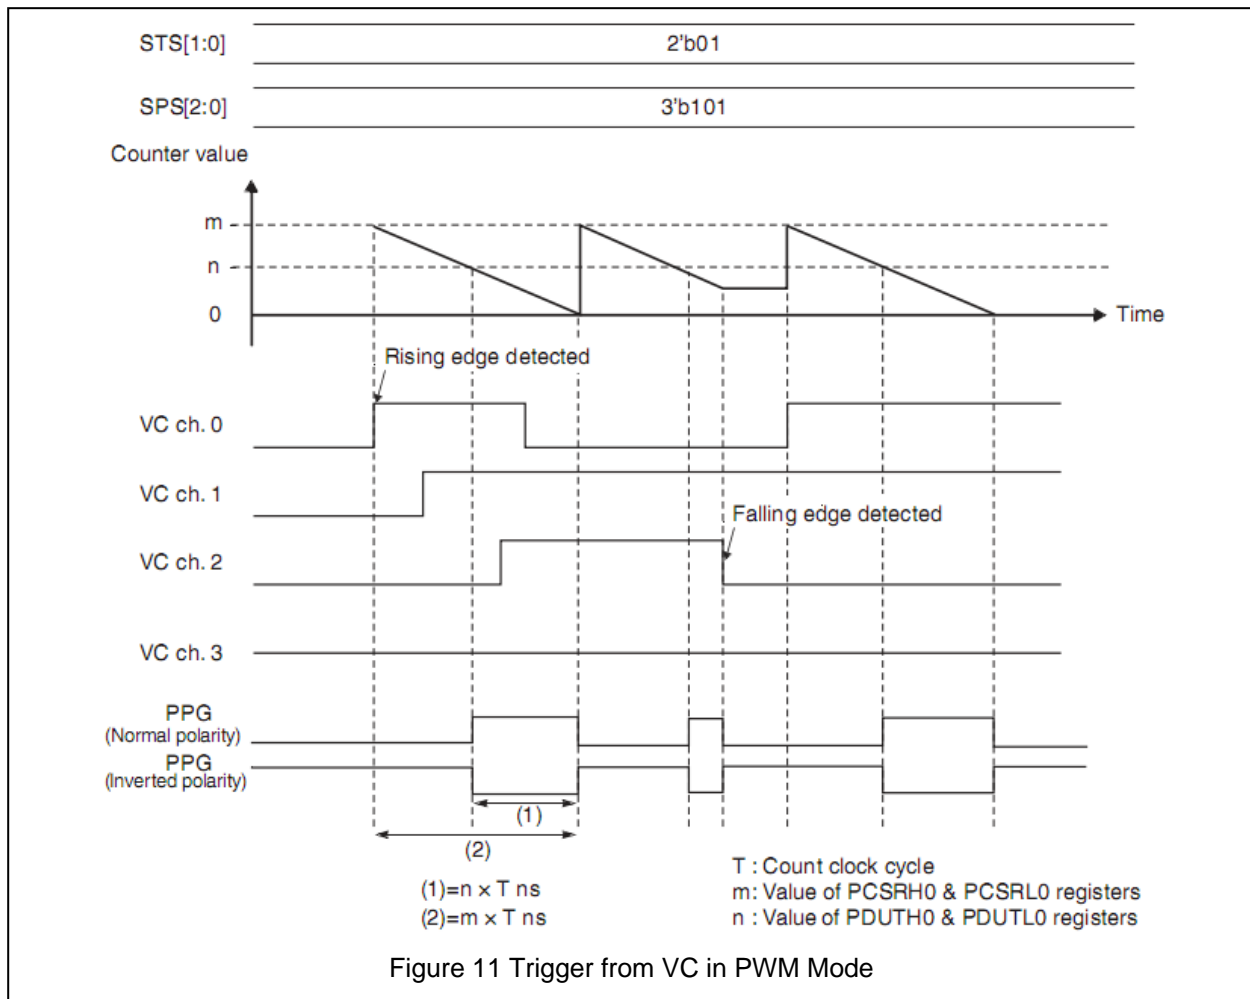 STS[1:0]
2'b01
SPS[2:0]
3'b101
Counter value
m
n
0
Time
Rising edge detected
VC ch. 0
VC ch. 1
Falling edge detected
VC ch. 2
VC ch. 3
PPG
(Normal polarity)
PPG
(Inverted polarity)
(1)
(2)
(1)=n × T ns
(2)=m × T ns
T : Count clock cycle
m: Value of PCSRH0 & PCSRL0 registers
n : Value of PDUTH0 & PDUTL0 registers
Figure 11 Trigger from VC in PWM Mode